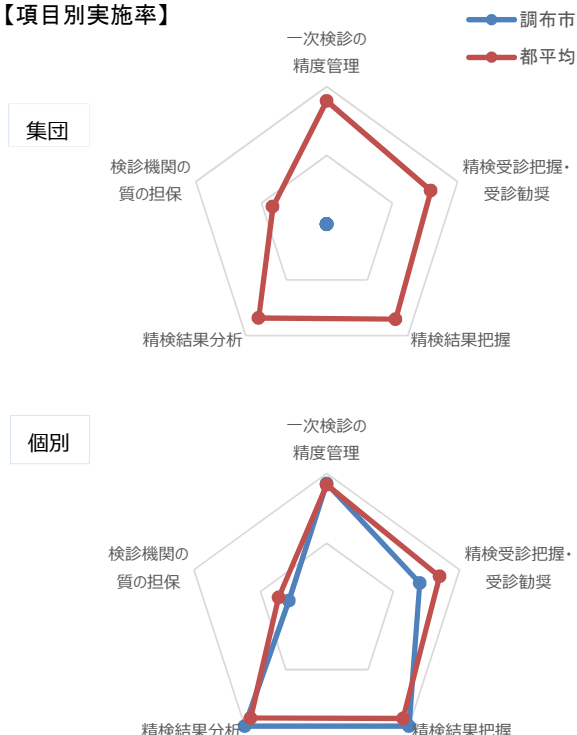 【項目別実施率】
調布市
都平均
集団
一次検診の
精度管理
検診機関の
質の担保
精検受診把握・
受診勧奨
精検結果分析
精検結果把握
個別
一次検診の
精度管理
検診機関の
質の担保
精検受診把握・
受診勧奨
精検結果分析
精検結果把握